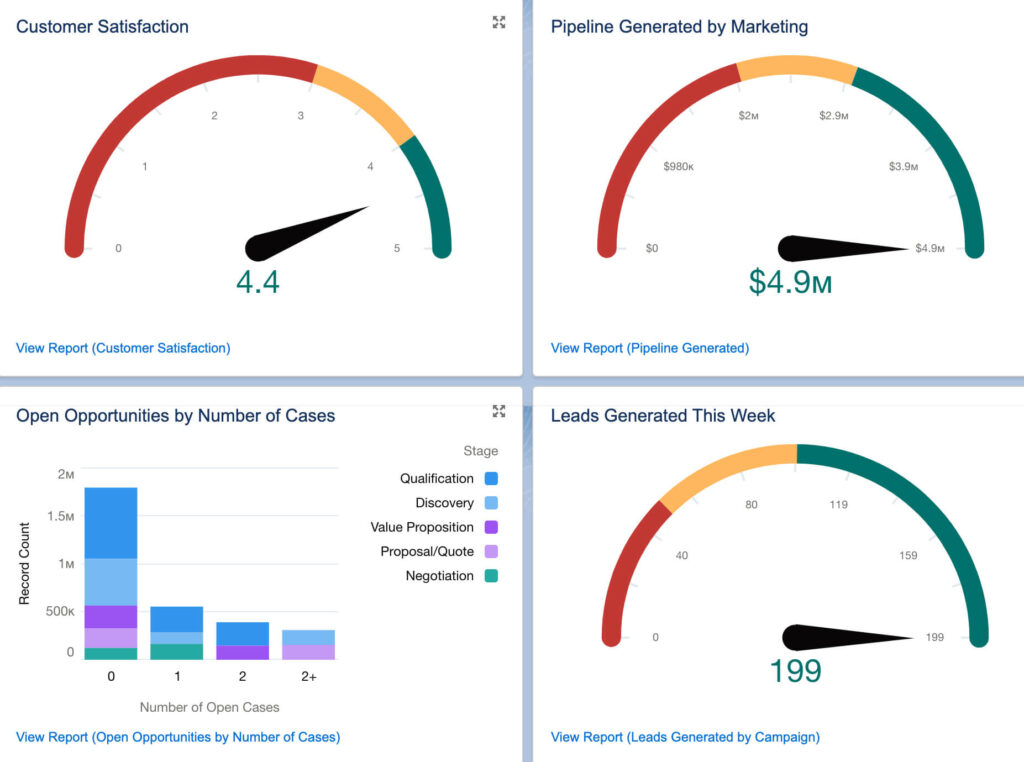 Customer Satisfaction
0
1
2
3
4
5
4.4
View Report (Customer Satisfaction)
Pipeline Generated by Marketing
$0
$980K
$2M
$2.9M
$3.9M
$4.9M
$4.9M
View Report (Pipeline Generated)
Open Opportunities by Number of Cases
Stage
Qualification
Discovery
Value Proposition
Proposal/Quote
Negotiation
Record Count
2M
1.5M
1M
500K
0
0 1 2 2+
Number of Open Cases
View Report (Open Opportunities by Number of Cases)
Leads Generated This Week
0
40
80
119
159
199
199
View Report (Leads Generated by Campaign)